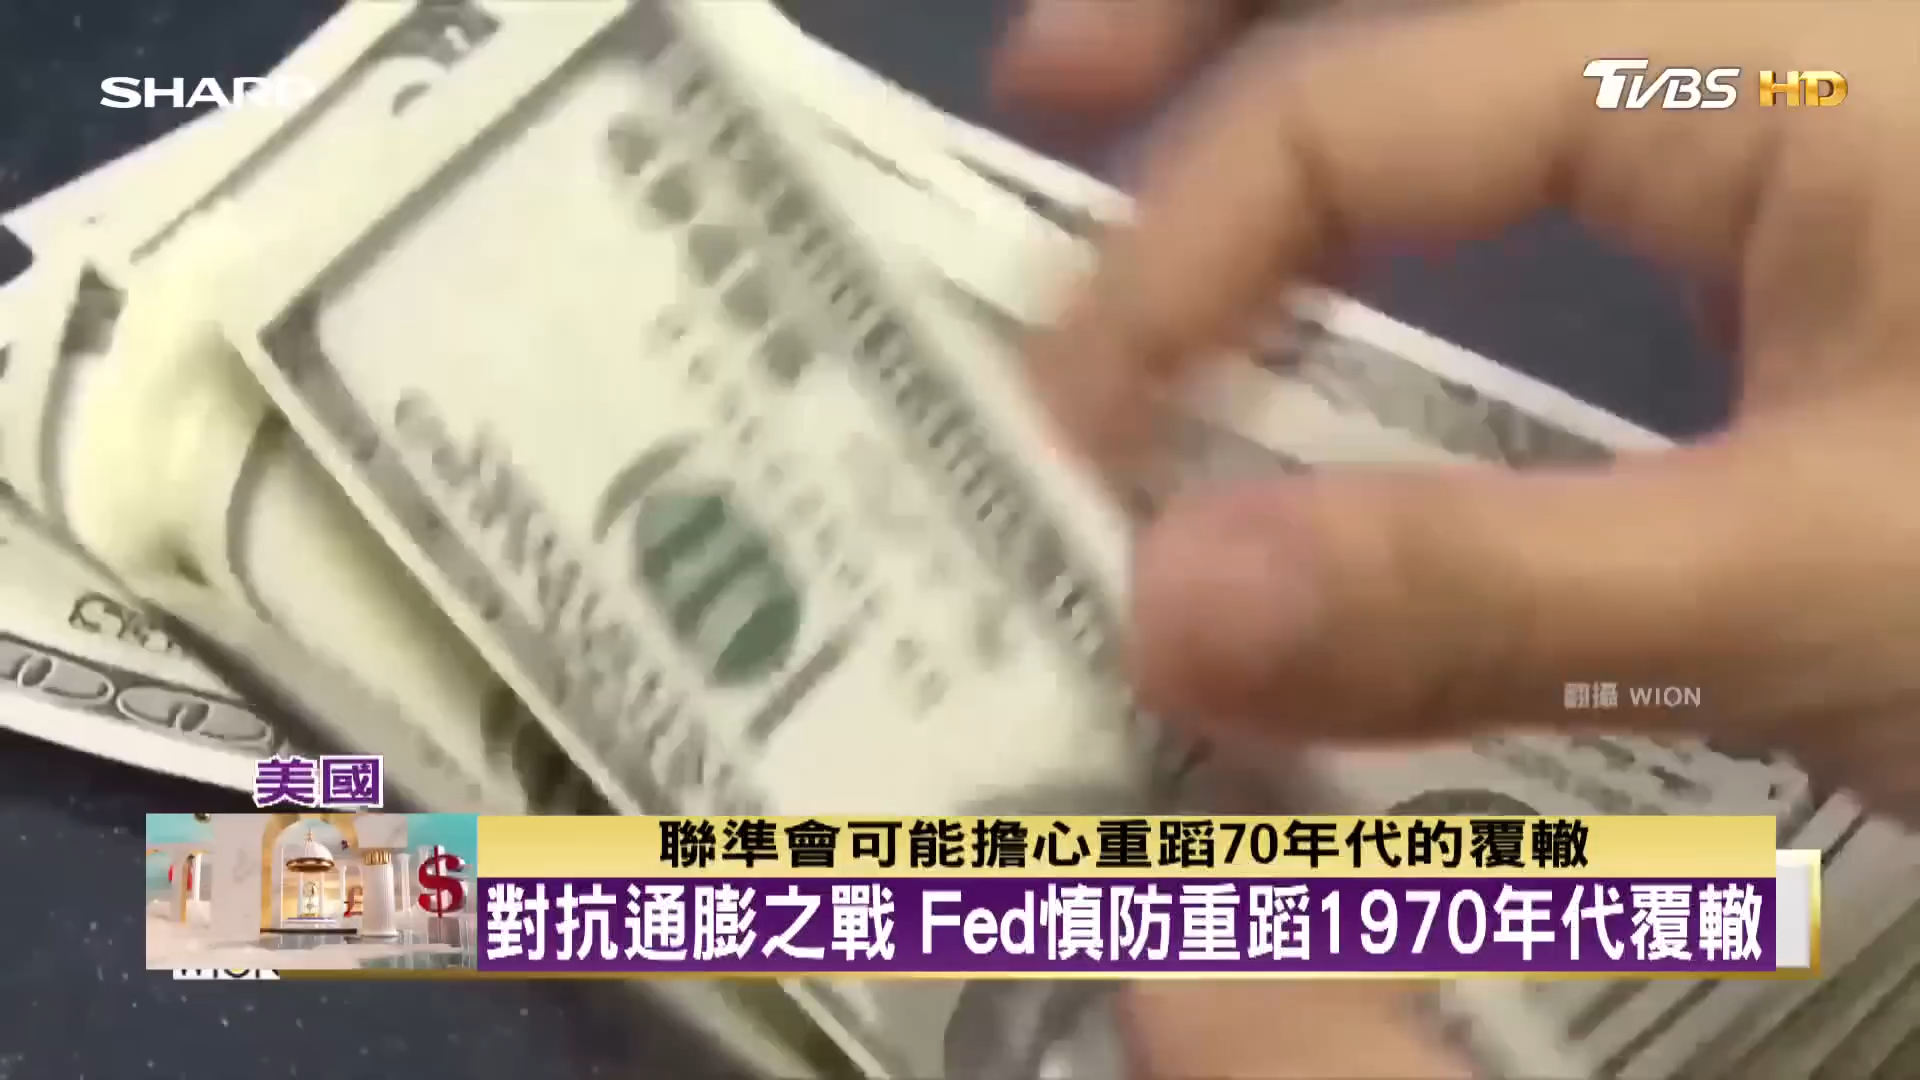 SHARP
TVBS HD
翻攝 WION
美國
聯準會可能擔心重蹈70年代的覆轍
對抗通膨之戰 Fed慎防重蹈1970年代覆轍